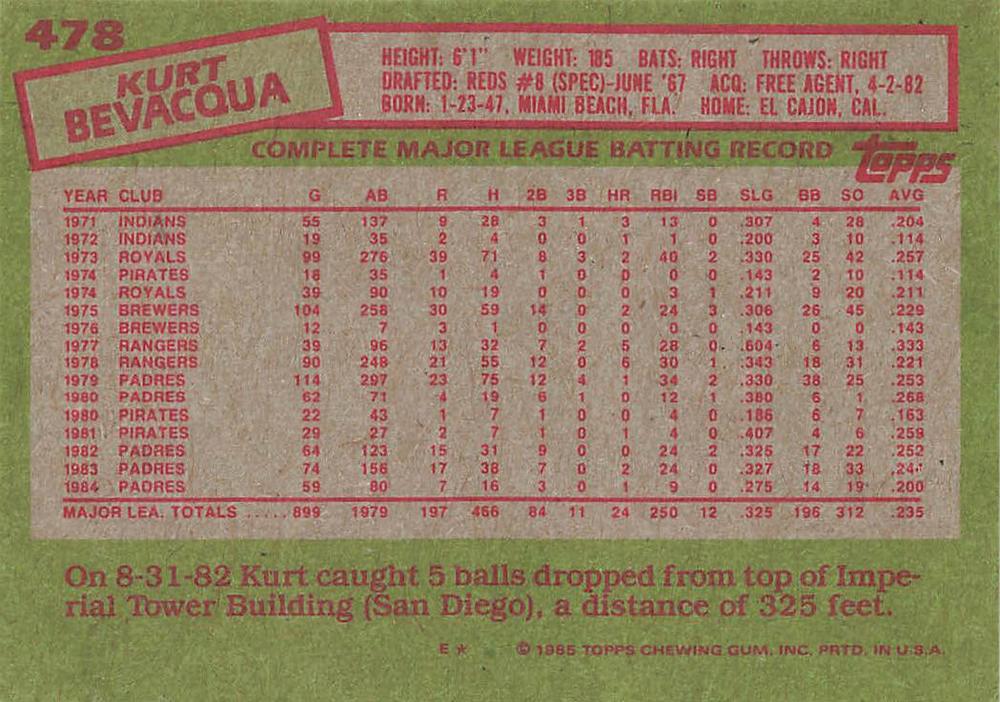 478
KURT
BEVACQUA
HEIGHT: 6'1" WEIGHT: 185 BATS: RIGHT THROWS: RIGHT
DRAFTED: REDS #8 (SPEC)-JUNE '67 ACQ: FREE AGENT, 4-2-82
BORN: 1-23-47, MIAMI BEACH, FLA. HOME: EL CAJON, CAL.
COMPLETE MAJOR LEAGUE BATTING RECORD topps
YEAR CLUB G AB R H 2B 3B HR RBI SB SLG BB SO AVG
1971 INDIANS 55 137 9 28 3 1 3 13 0 .307 4 28 .204
1972 INDIANS 19 35 2 4 0 0 1 1 0 .200 3 10 .114
1973 ROYALS 99 276 39 71 8 3 2 40 2 .330 25 42 .257
1974 PIRATES 18 35 1 4 1 0 0 0 0 .143 2 10 .114
1974 ROYALS 39 90 10 19 0 0 0 3 1 .211 9 20 .211
1975 BREWERS 104 258 30 59 14 0 2 24 3 .306 26 45 .229
1976 BREWERS 12 7 3 1 0 0 0 0 0 .143 0 0 .143
1977 RANGERS 39 96 13 32 7 2 5 28 0 .604 6 13 .333
1978 RANGERS 90 248 21 55 12 0 6 30 1 .343 18 31 .221
1979 PADRES 114 297 23 75 12 4 1 34 2 .330 38 25 .253
1980 PADRES 62 71 4 19 6 1 0 12 1 .380 6 1 .268
1980 PIRATES 22 43 1 7 1 0 0 4 0 .186 6 7 .163
1981 PIRATES 29 27 2 7 1 0 1 4 0 .407 4 6 .259
1982 PADRES 64 123 15 31 9 0 0 24 2 .325 17 22 .252
1983 PADRES 74 156 17 38 7 0 2 24 0 .327 18 33
1984 PADRES 59 80 7 16 3 0 1 9 0 .275 14 19 .200
MAJOR LEA. TOTALS ..... 899 1979 197 466 84 11 24 250 12 .325 196 312 .235
On 8-31-82 Kurt caught 5 balls dropped from top of Impe-
rial Tower Building (San Diego), a distance of 325 feet.
E * © 1985 TOPPS CHEWING GUM, INC. PRTD. IN U.S.A.